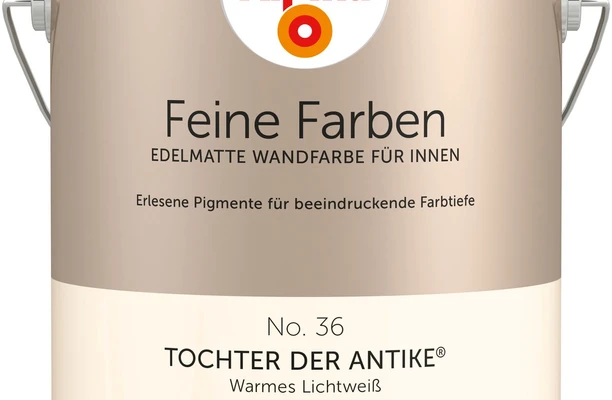 Feine Farben
EDELMATTE WANDFARBE FÜR INNEN
Erlesene Pigmente für beeindruckende Farbtiefe
No. 36
TOCHTER DER ANTIKE®
Warmes Lichtweiß